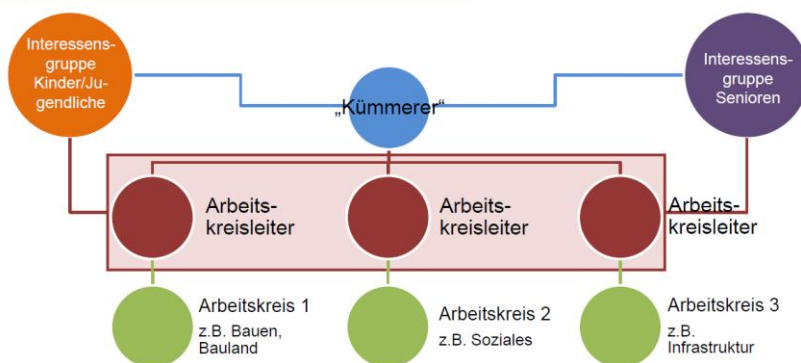 Interessens-
gruppe
Kinder/Ju-
gendliche
„Kümmerer“
Interessens-
gruppe
Senioren
Arbeits-
kreisleiter
Arbeits-
kreisleiter
Arbeits-
kreisleiter
Arbeitskreis 1
z.B. Bauen,
Bauland
Arbeitskreis 2
z.B. Soziales
Arbeitskreis 3
z.B.
Infrastruktur